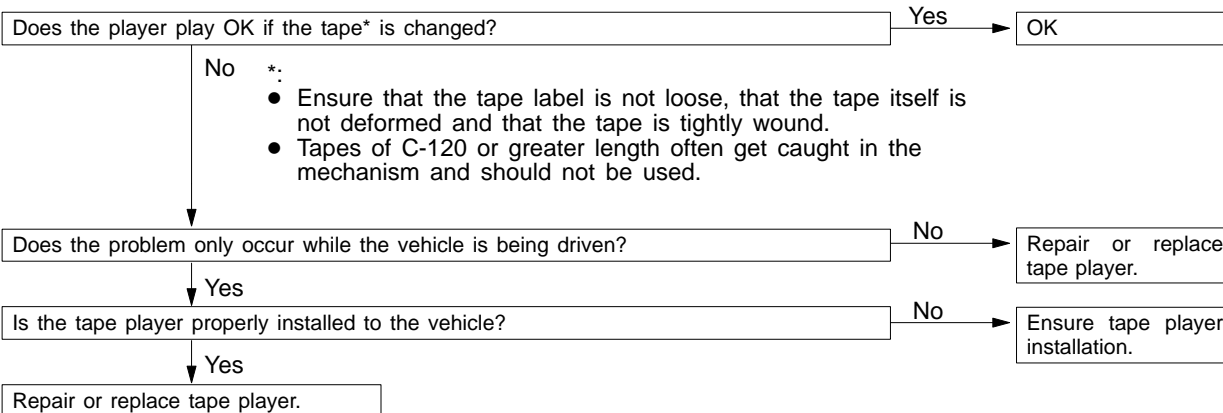 Does the player play OK if the tape* is changed?
Yes
OK
No
*:
● Ensure that the tape label is not loose, that the tape itself is
not deformed and that the tape is tightly wound.
● Tapes of C-120 or greater length often get caught in the
mechanism and should not be used.
Does the problem only occur while the vehicle is being driven?
No
Repair or replace
tape player.
Yes
Is the tape player properly installed to the vehicle?
No
Ensure tape player
installation.
Yes
Repair or replace tape player.